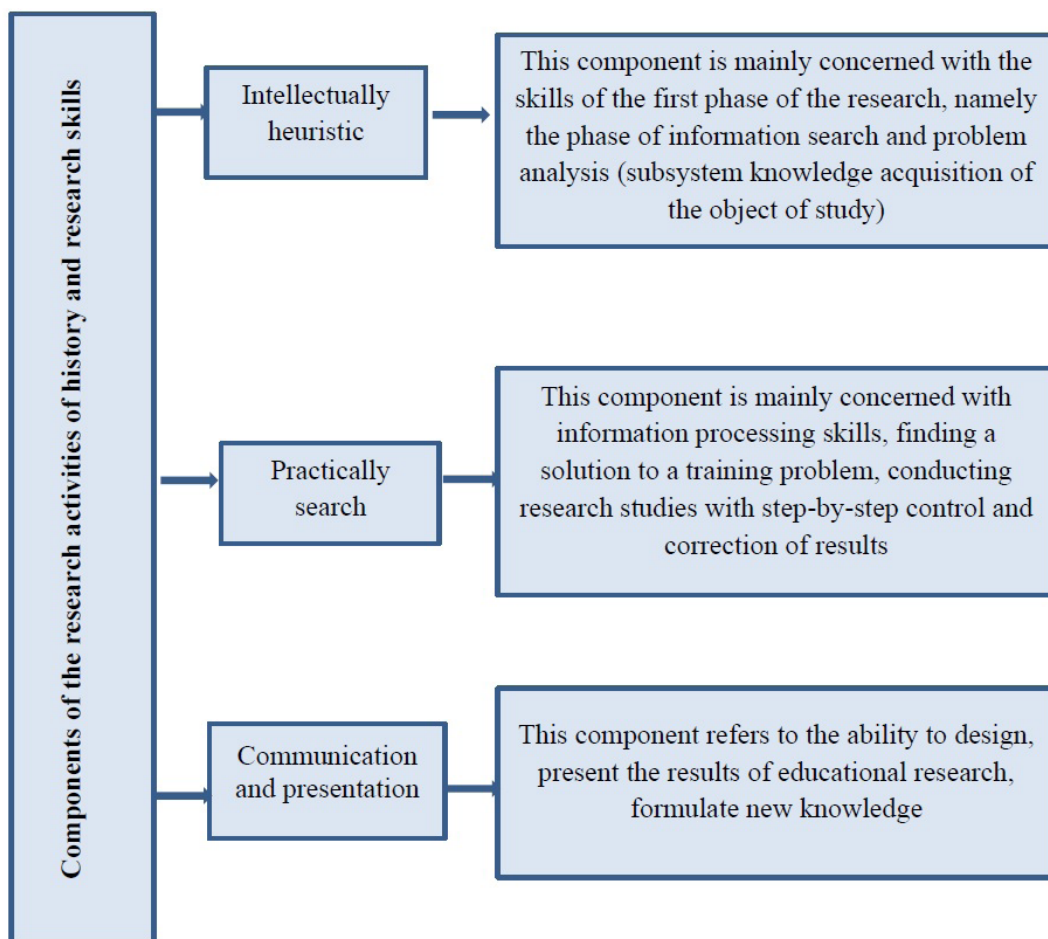 Components of the research activities of history and research skills
Intellectually
heuristic
This component is mainly concerned with the
skills of the first phase of the research, namely
the phase of information search and problem
analysis (subsystem knowledge acquisition of
the object of study)
Practically
search
This component is mainly concerned with
information processing skills, finding a
solution to a training problem, conducting
research studies with step-by-step control and
correction of results
Communication
and presentation
This component refers to the ability to design,
present the results of educational research,
formulate new knowledge